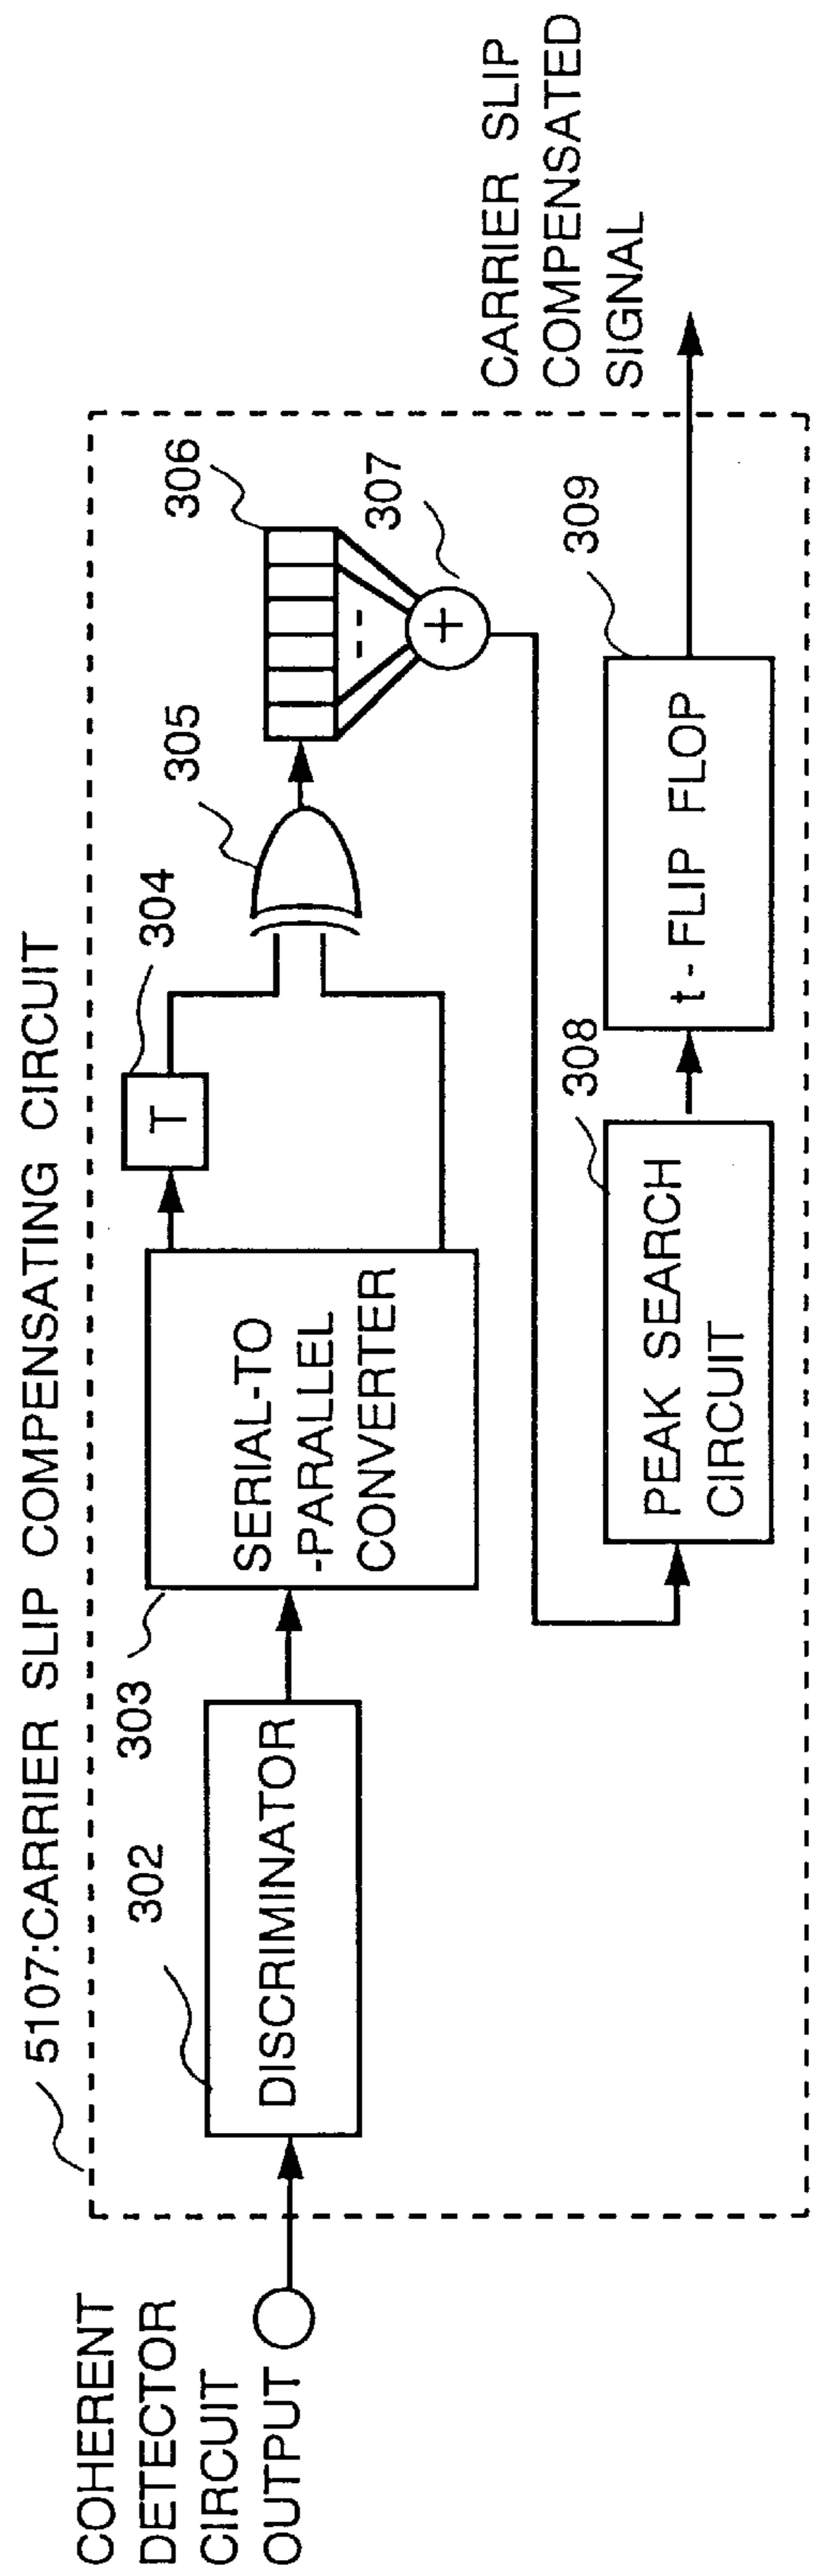 5107:CARRIER SLIP COMPENSATING CIRCUIT
COHERENT
DETECTOR
CIRCUIT
OUTPUT
302
DISCRIMINATOR
303
SERIAL-TO
-PARALLEL
CONVERTER
304
T
305
306
307
+
308
PEAK SEARCH
CIRCUIT
309
t - FLIP FLOP
CARRIER SLIP
COMPENSATED
SIGNAL